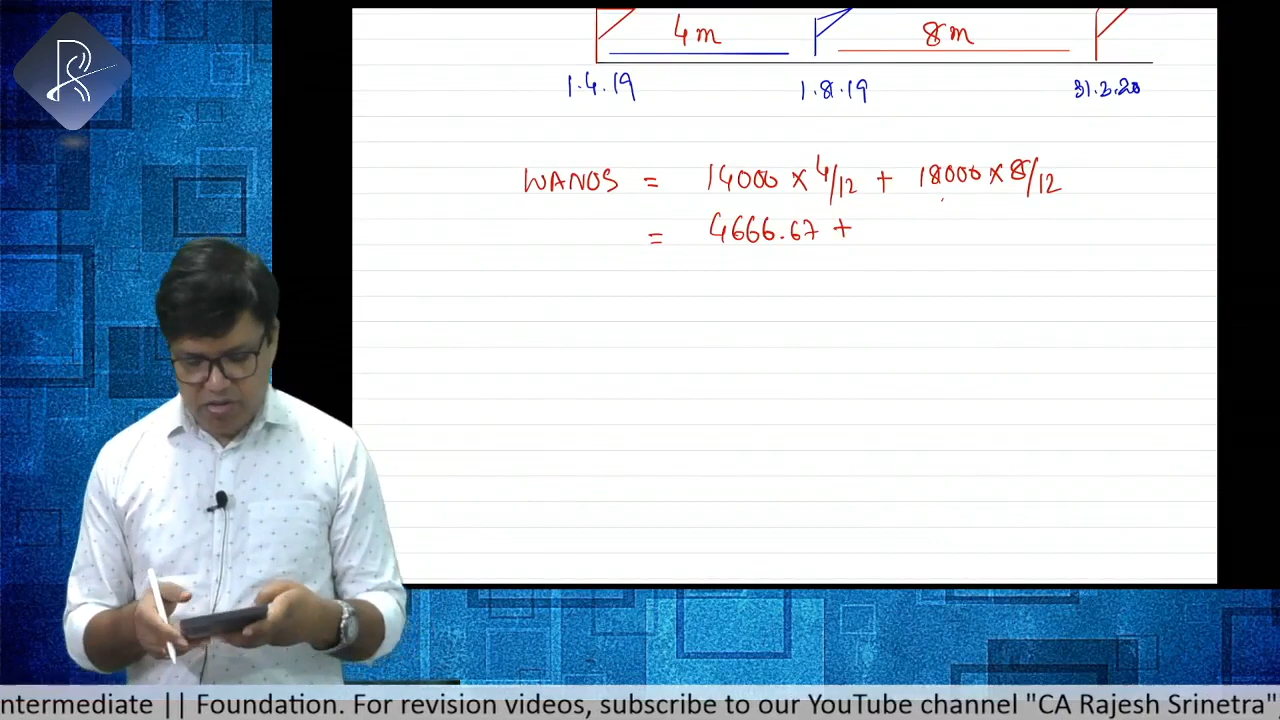 4m 8m
1.4.19 1.8.19 31.3.20
WANOS = 14000 × 4/12 + 18000 × 8/12
= 4666.67 +
ntermediate || Foundation. For revision videos, subscribe to our YouTube channel "CA Rajesh Srinetra"